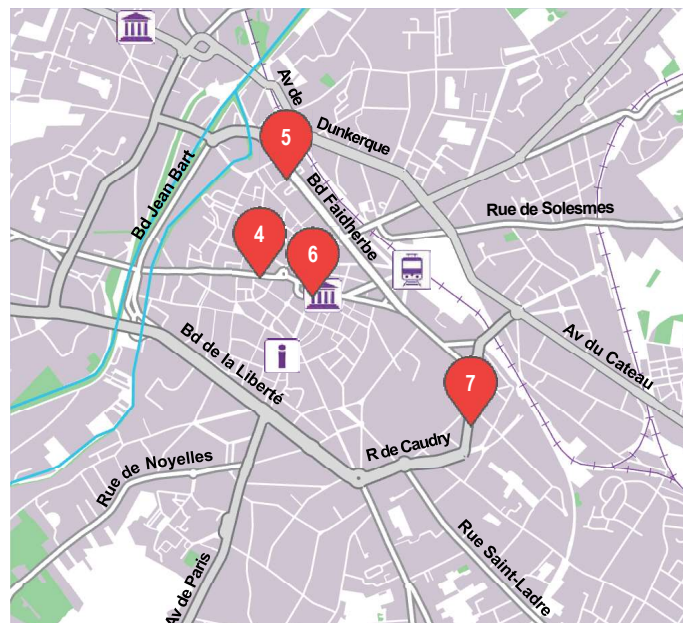 Av de
Dunkerque
5
Bd Jean Bart
Bd Faidherbe
Rue de Solesmes
4
6
i
Bd de la Liberté
Av du Cateau
7
R de Caudry
Rue de Noyelles
Rue Saint-Ladre
Av de Paris